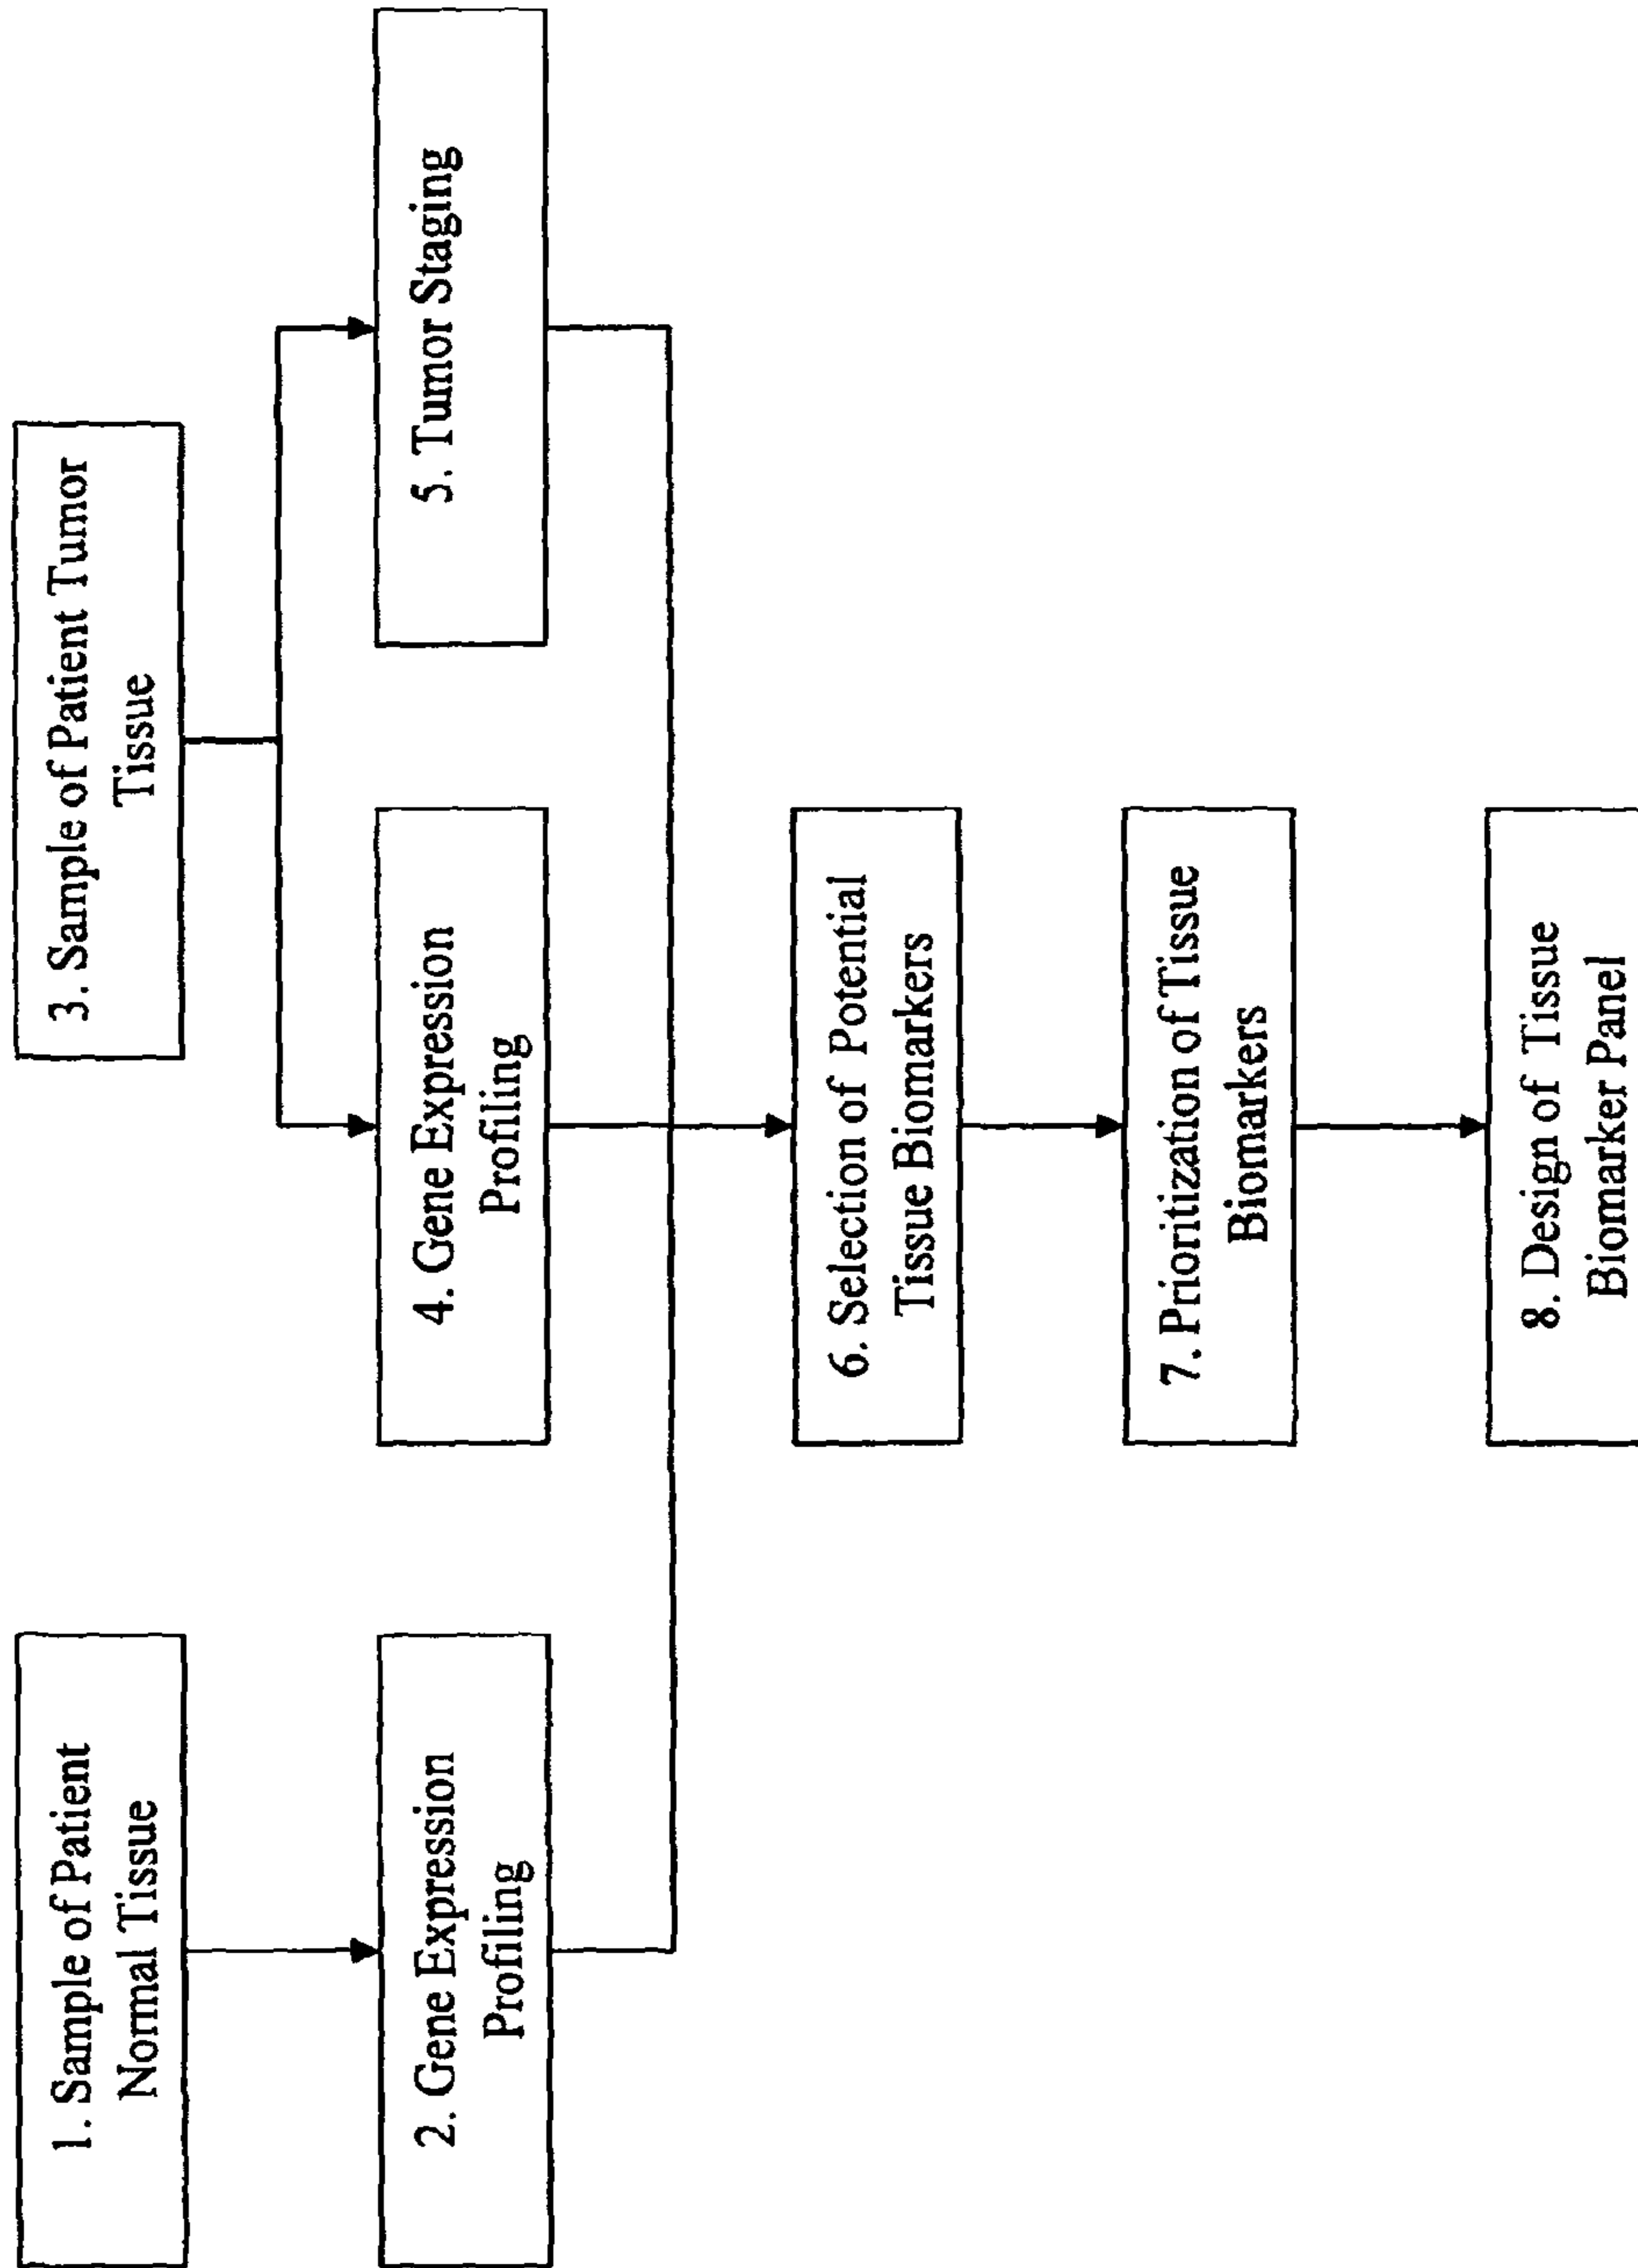 1. Sample of Patient
Normal Tissue
2. Gene Expression
Profiling
3. Sample of Patient Tumor
Tissue
4. Gene Expression
Profiling
5. Tumor Staging
6. Selection of Potential
Tissue Biomarkers
7. Prioritization of Tissue
Biomarkers
8. Design of Tissue
Biomarker Panel